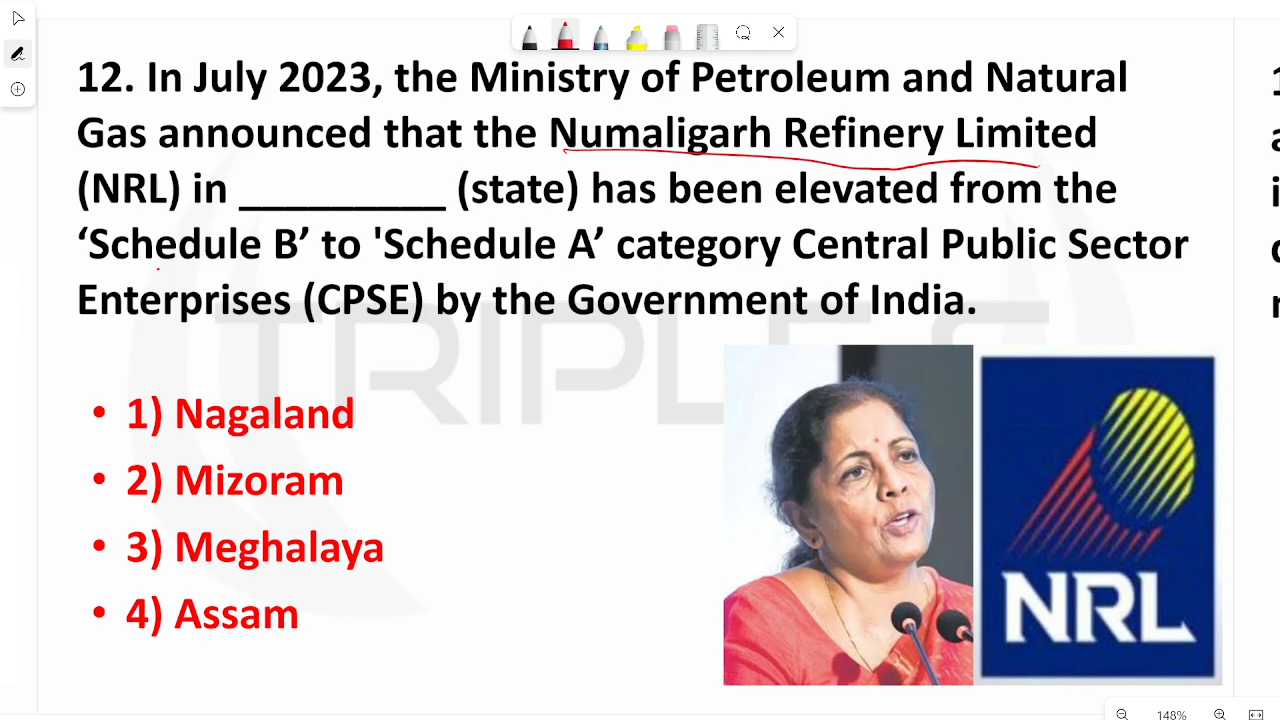 12. In July 2023, the Ministry of Petroleum and Natural
Gas announced that the Numaligarh Refinery Limited
(NRL) in __________ (state) has been elevated from the
‘Schedule B’ to 'Schedule A’ category Central Public Sector
Enterprises (CPSE) by the Government of India.
• 1) Nagaland
• 2) Mizoram
• 3) Meghalaya
• 4) Assam
NRL
148%